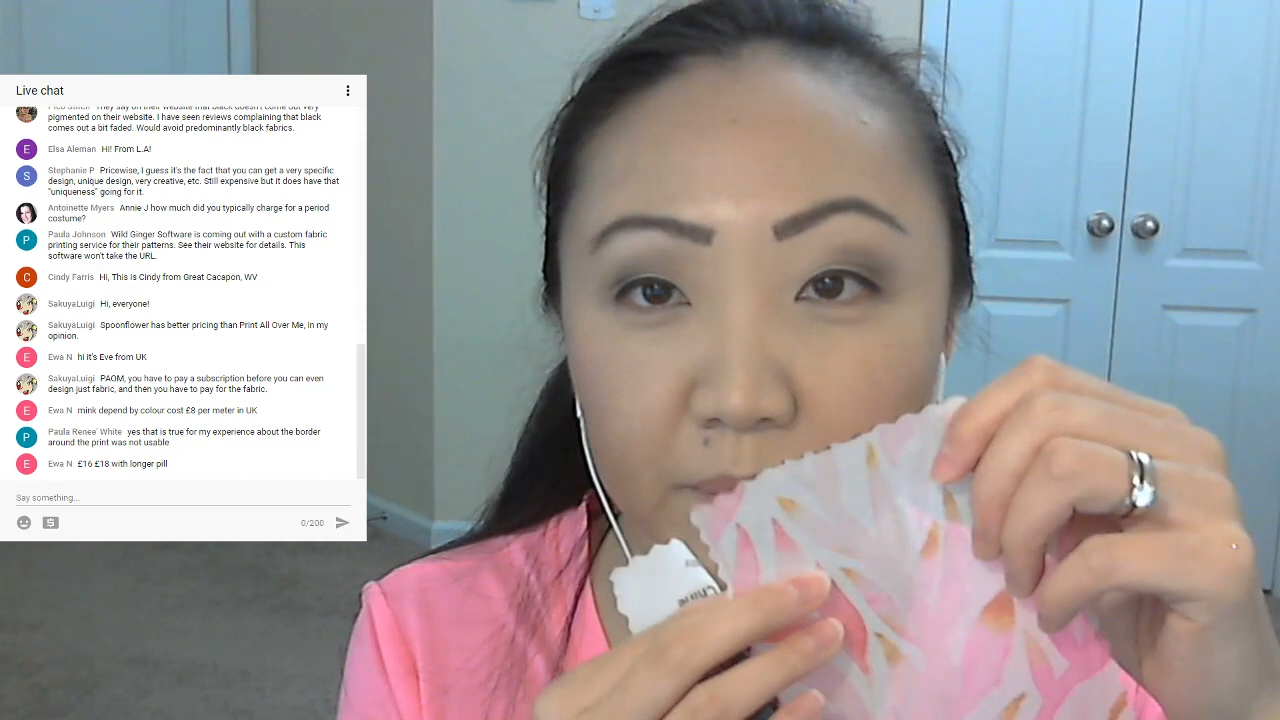 Live chat
They say on their website that black doesn't come out very
pigmented on their website. I have seen reviews complaining that black
comes out a bit faded. Would avoid predominantly black fabrics.
E Elsa Aleman Hi! From L.A!
S Stephanie P Pricewise, I guess it's the fact that you can get a very specific
design, unique design, very creative, etc. Still expensive but it does have that
"uniqueness" going for it.
Antoinette Myers Annie J how much did you typically charge for a period
costume?
P Paula Johnson Wild Ginger Software is coming out with a custom fabric
printing service for their patterns. See their website for details. This
software won't take the URL.
C Cindy Farris Hi, This is Cindy from Great Cacapon, WV
SakuyaLuigi Hi, everyone!
SakuyaLuigi Spoonflower has better pricing than Print All Over Me, in my
opinion.
E Ewa N hi it's Eve from UK
SakuyaLuigi PAOM, you have to pay a subscription before you can even
design just fabric, and then you have to pay for the fabric.
E Ewa N mink depend by colour cost £8 per meter in UK
P Paula Renee' White yes that is true for my experience about the border
around the print was not usable
E Ewa N £16 £18 with longer pill
Say something...
0/200